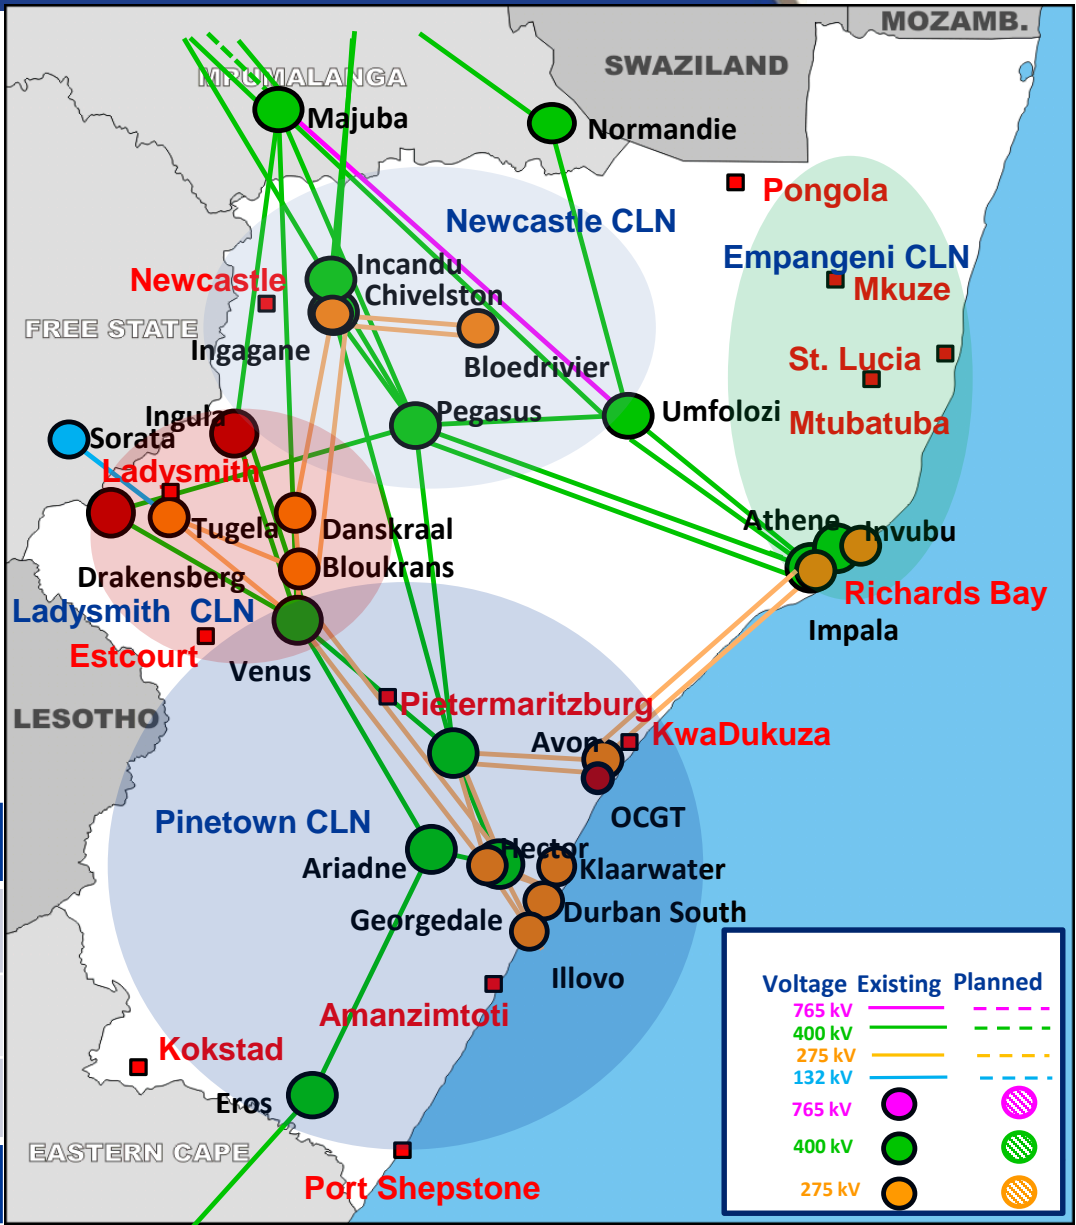 MOZAMB.
SWAZILAND
MPUMALANGA
Majuba
Normandie
Pongola
Newcastle CLN
Empangeni CLN
Incandu
Newcastle
Mkuze
Chivelston
FREE STATE
Ingagane
St. Lucia
Bloedrivier
Ingula
Pegasus
Umfolozi
Mtubatuba
Sorata
Ladysmith
Tugela
Danskraal
Athene
Invubu
Drakensberg
Bloukrans
Richards Bay
Ladysmith CLN
Impala
Estcourt
Venus
Pietermaritzburg
LESOTHO
Avon
KwaDukuza
OCGT
Pinetown CLN
Hector
Ariadne
Klaarwater
Georgedale
Durban South
Illovo
Amanzimtoti
Kokstad
Eros
EASTERN CAPE
Port Shepstone
Voltage Existing Planned
765 kV
400 kV
275 kV
132 kV
765 kV
400 kV
275 kV